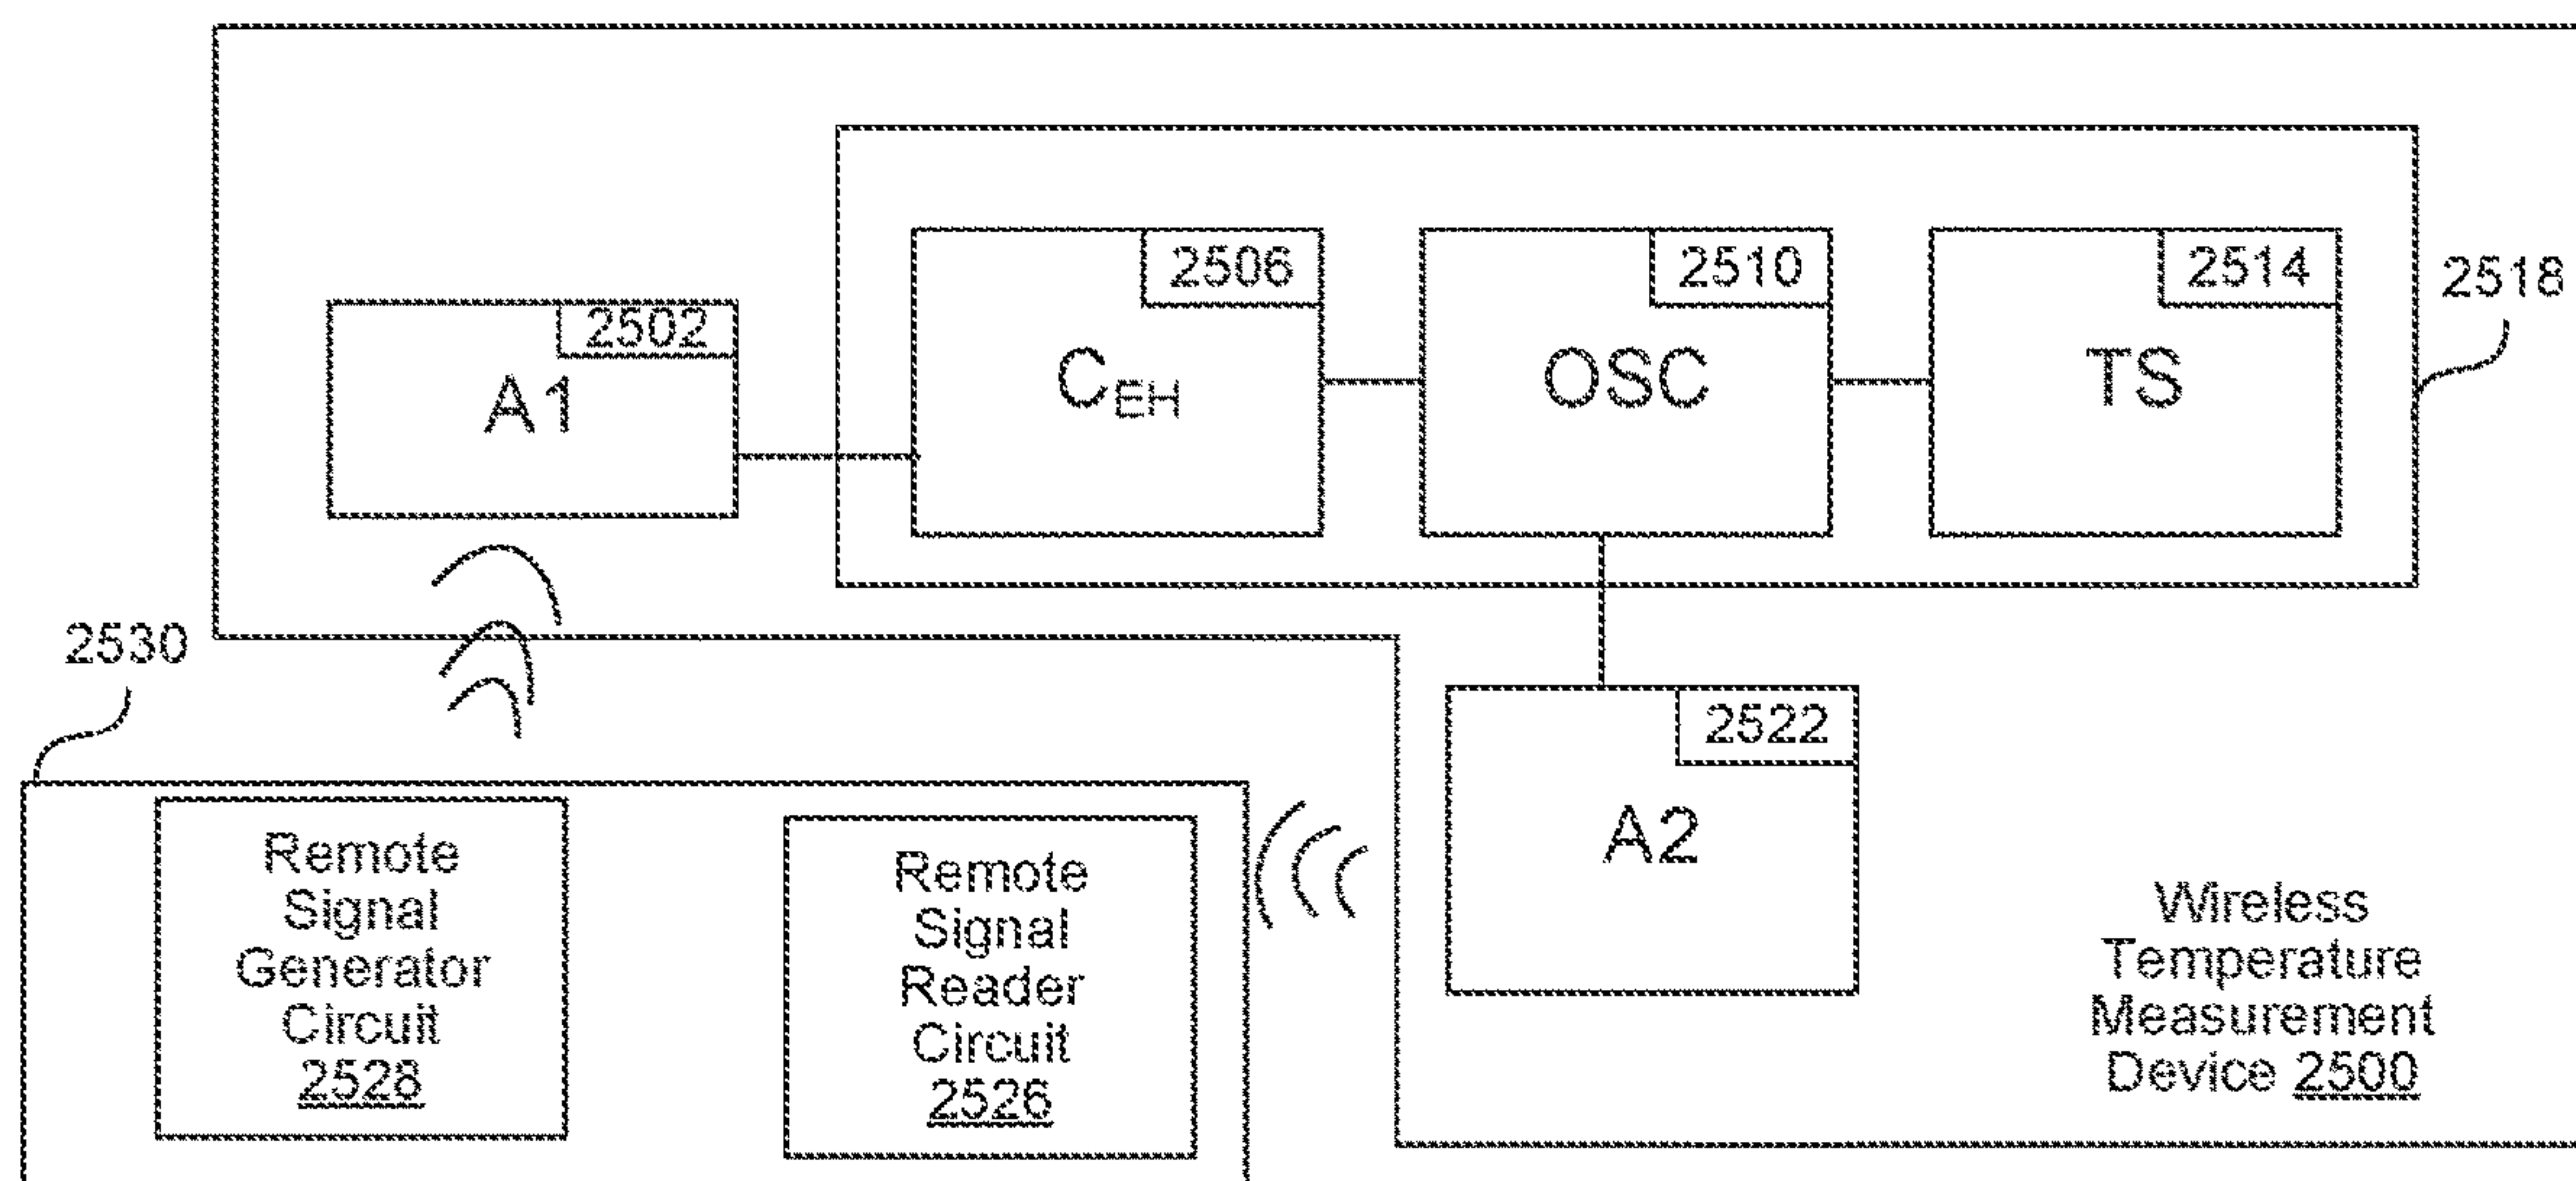 2506
2510
2514
2518
2502
C_EH
OSC
TS
A1
2530
2522
A2
Remote
Signal
Generator
Circuit
2528
Remote
Signal
Reader
Circuit
2526
Wireless
Temperature
Measurement
Device 2500